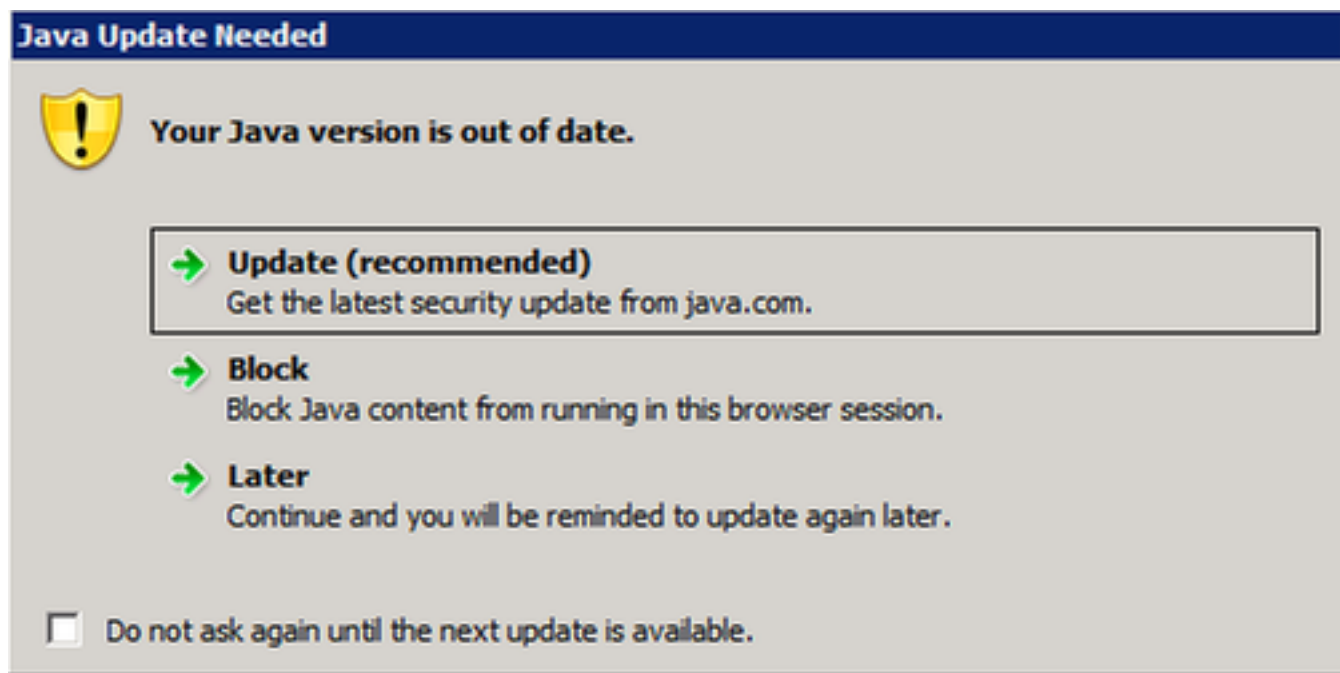 Java Update Needed
Your Java version is out of date.
Update (recommended)
Get the latest security update from java.com.
Block
Block Java content from running in this browser session.
Later
Continue and you will be reminded to update again later.
Do not ask again until the next update is available.